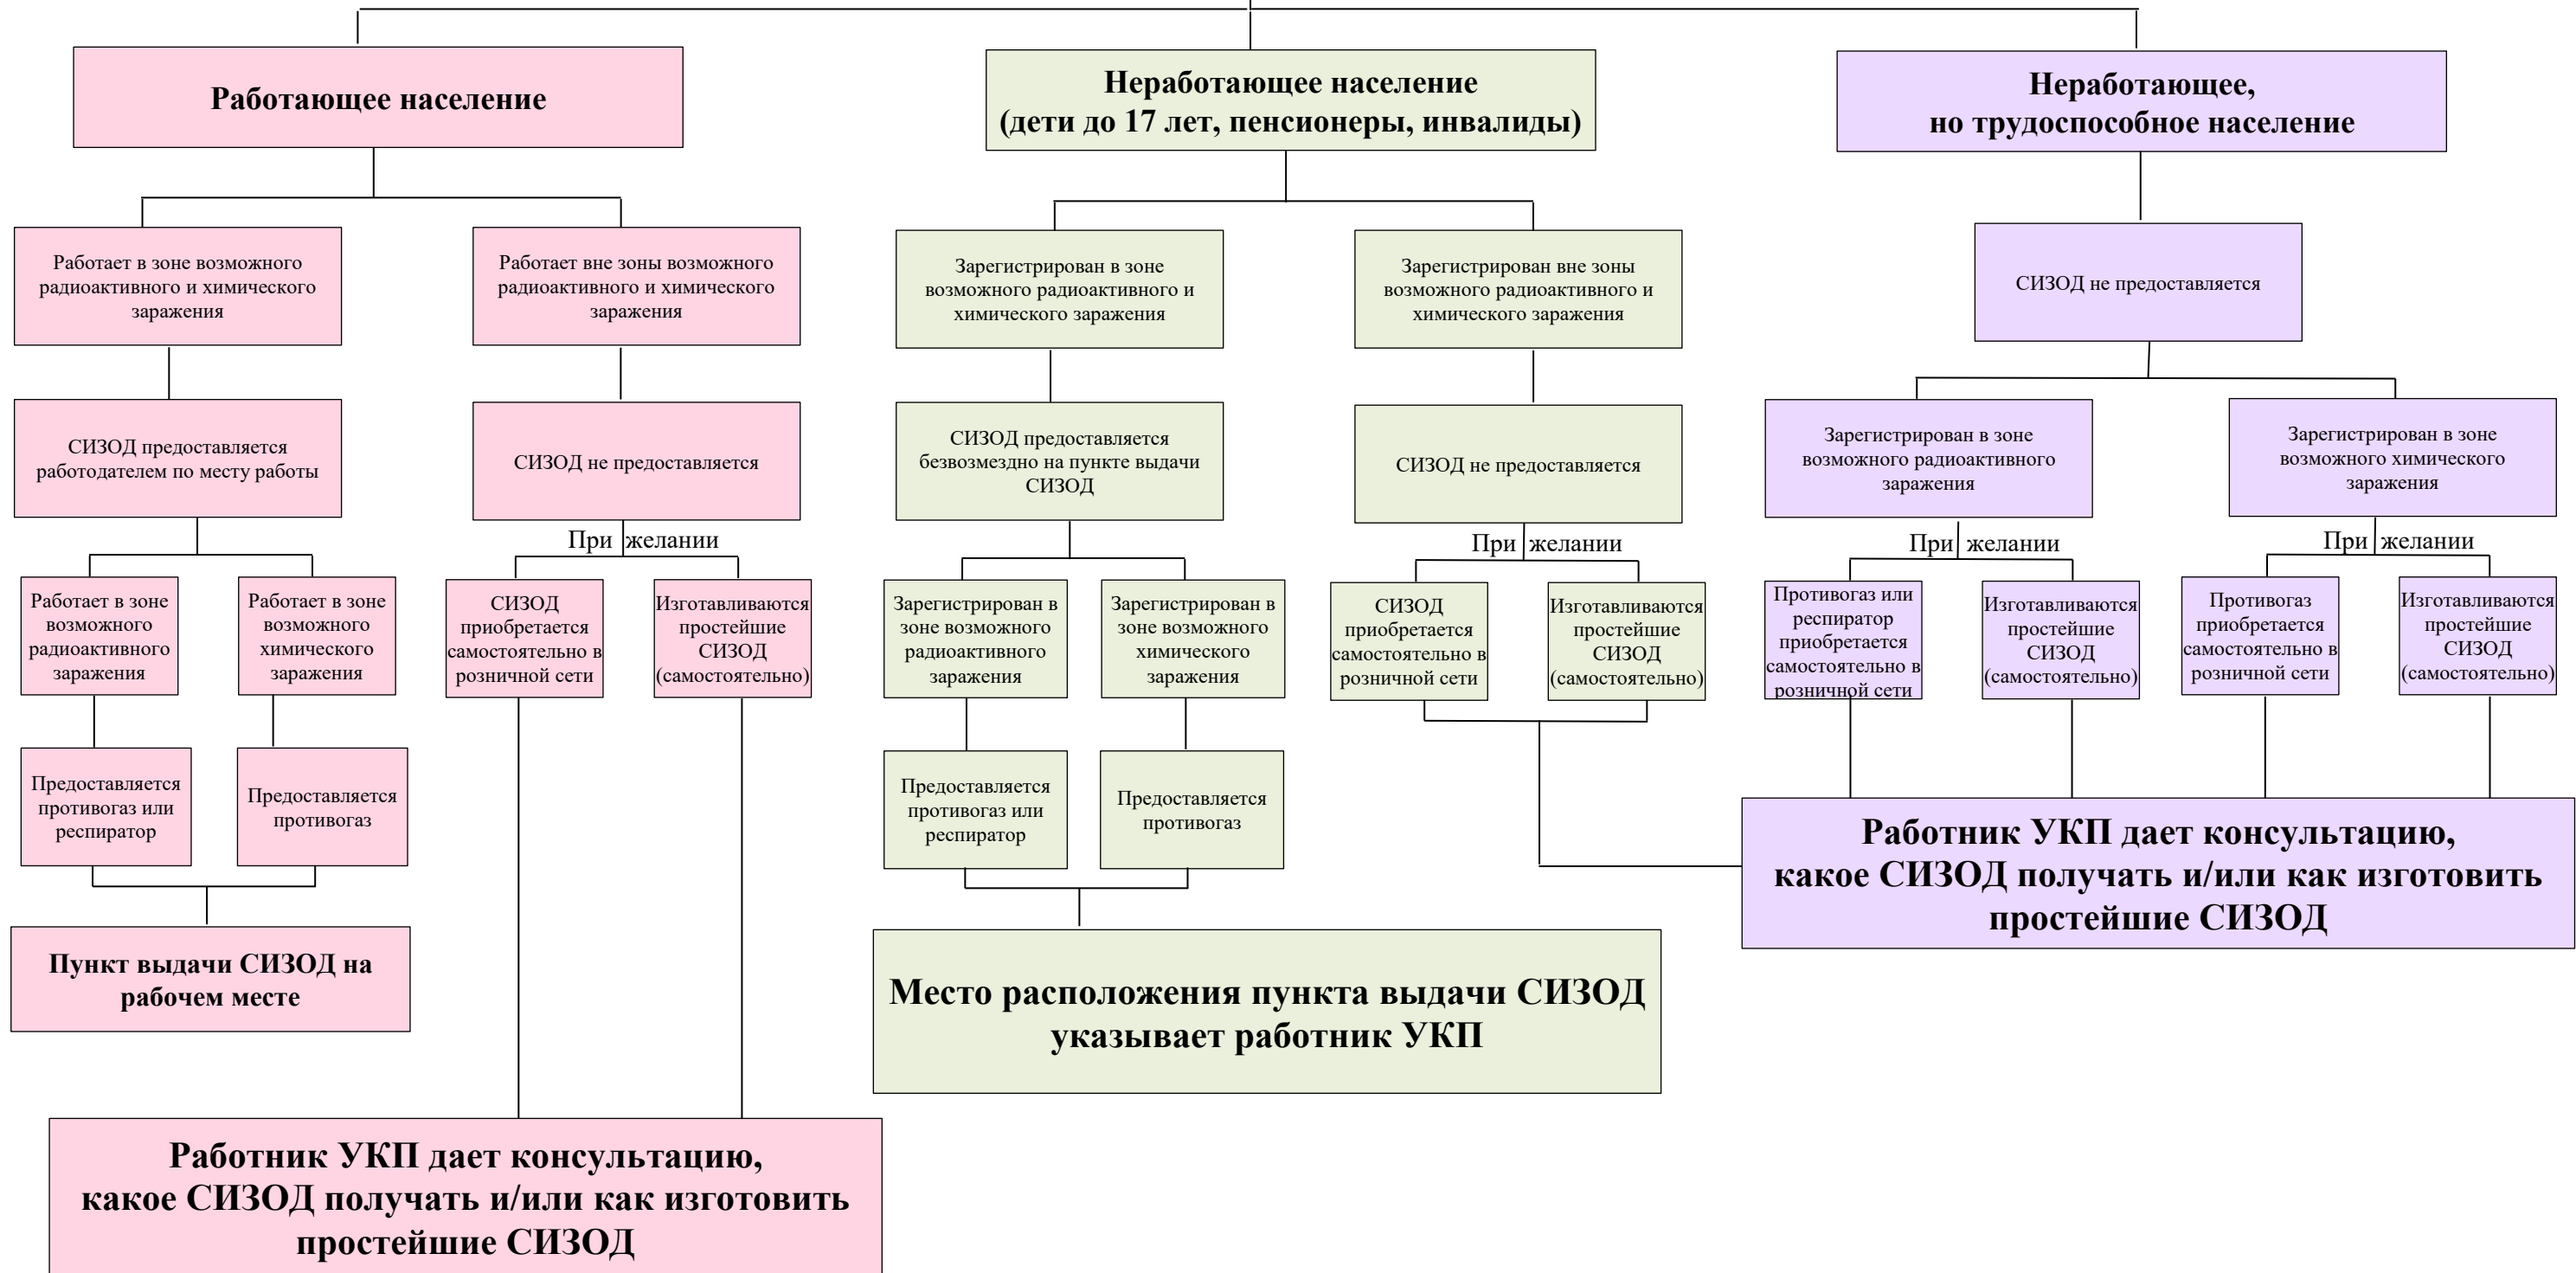 Работающее население
Неработающее население
(дети до 17 лет, пенсионеры, инвалиды)
Неработающее,
но трудоспособное население
Работает в зоне возможного
радиоактивного и химического
заражения
Работает вне зоны возможного
радиоактивного и химического
заражения
Зарегистрирован в зоне
возможного радиоактивного и
химического заражения
Зарегистрирован вне зоны
возможного радиоактивного и
химического заражения
СИЗОД не предоставляется
СИЗОД предоставляется
работодателем по месту работы
СИЗОД не предоставляется
СИЗОД предоставляется
безвозмездно на пункте выдачи
СИЗОД
СИЗОД не предоставляется
Зарегистрирован в зоне
возможного радиоактивного
заражения
Зарегистрирован в зоне
возможного химического
заражения
При желании
При желании
При желании
При желании
Работает в зоне
возможного
радиоактивного
заражения
Работает в зоне
возможного
химического
заражения
СИЗОД
приобретается
самостоятельно в
розничной сети
Изготавливаются
простейшие
СИЗОД
(самостоятельно)
Зарегистрирован в
зоне возможного
радиоактивного
заражения
Зарегистрирован в
зоне возможного
химического
заражения
СИЗОД
приобретается
самостоятельно в
розничной сети
Изготавливаются
простейшие
СИЗОД
(самостоятельно)
Противогаз или
респиратор
приобретается
самостоятельно в
розничной сети
Изготавливаются
простейшие
СИЗОД
(самостоятельно)
Противогаз
приобретается
самостоятельно в
розничной сети
Изготавливаются
простейшие
СИЗОД
(самостоятельно)
Предоставляется
противогаз или
респиратор
Предоставляется
противогаз
Предоставляется
противогаз или
респиратор
Предоставляется
противогаз
Работник УКП дает консультацию,
какое СИЗОД получать и/или как изготовить
простейшие СИЗОД
Пункт выдачи СИЗОД на
рабочем месте
Место расположения пункта выдачи СИЗОД
указывает работник УКП
Работник УКП дает консультацию,
какое СИЗОД получать и/или как изготовить
простейшие СИЗОД